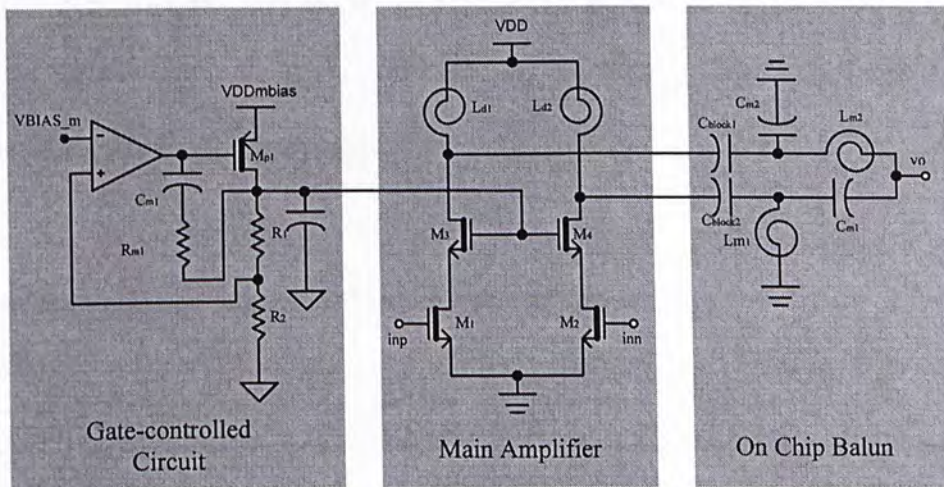 VDDmbias
VBIAS_m
-
+
Mp1
Cm1
Rm1
R1
R2
Gate-controlled
Circuit
VDD
Ld1
Ld2
M3
M4
M1
M2
inp
inn
Main Amplifier
Cm2
Lm2
Cblock1
vo
Cblock2
Cm1
Lm1
On Chip Balun